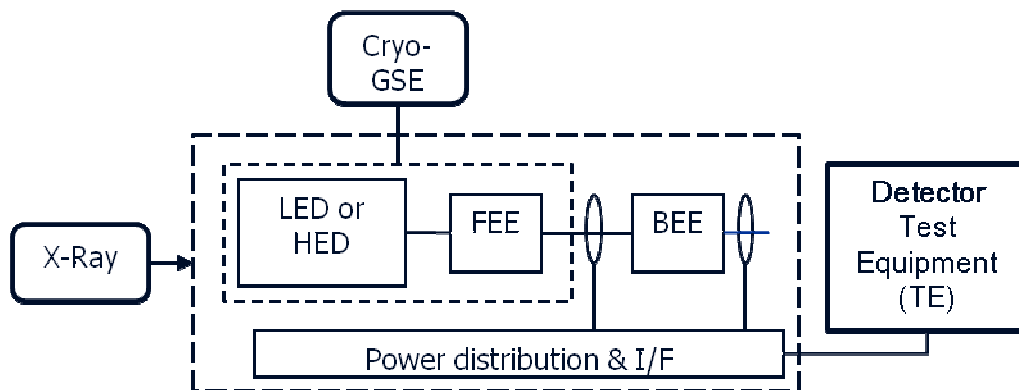 Cryo-
GSE
LED or
HED
FEE
BEE
X-Ray
Detector
Test
Equipment
(TE)
Power distribution & I/F